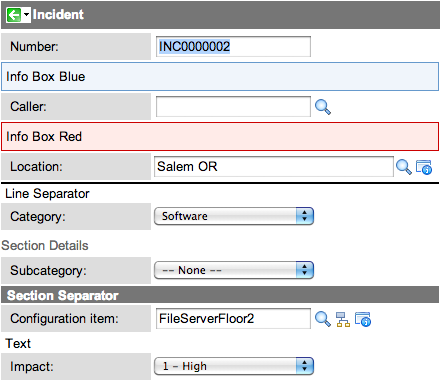 Incident
Number: INC0000002
Info Box Blue
Caller:
Info Box Red
Location: Salem OR
Line Separator
Category: Software
Section Details
Subcategory: -- None --
Section Separator
Configuration item: FileServerFloor2
Text
Impact: 1 - High